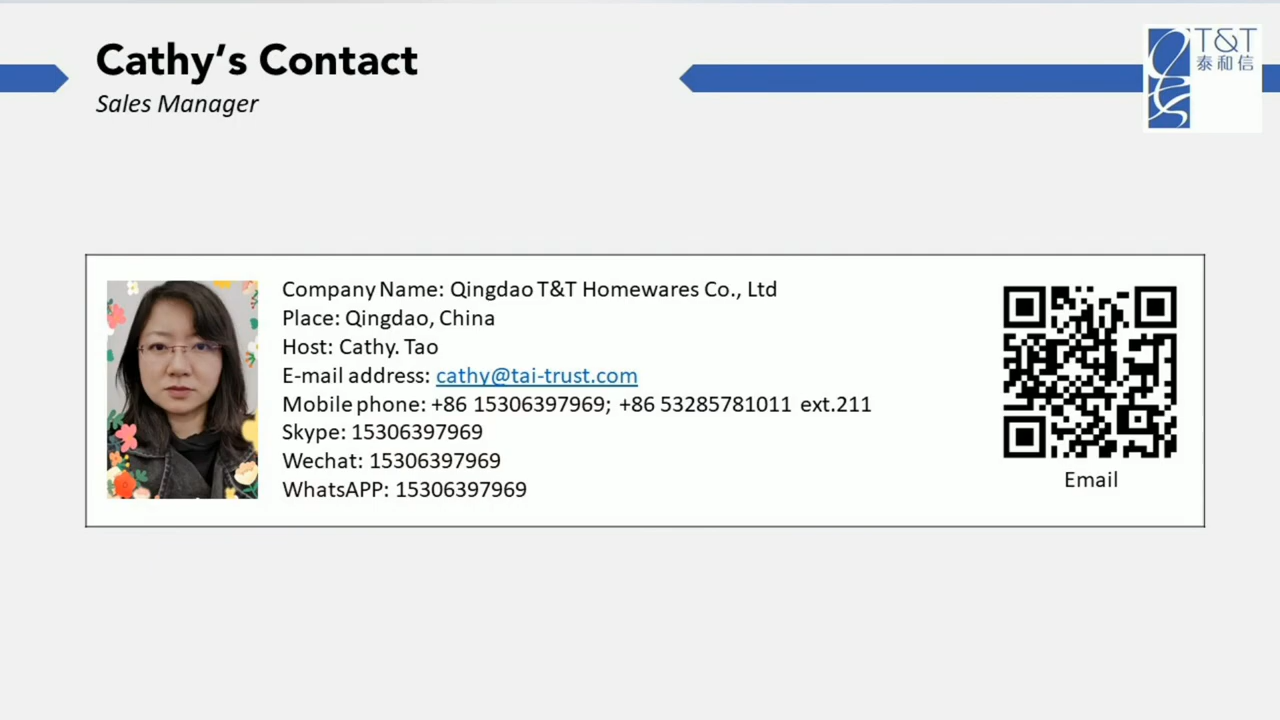 Cathy’s Contact
Sales Manager
T&T
泰和信
Company Name: Qingdao T&T Homewares Co., Ltd
Place: Qingdao, China
Host: Cathy. Tao
E-mail address: cathy@tai-trust.com
Mobile phone: +86 15306397969; +86 53285781011 ext.211
Skype: 15306397969
Wechat: 15306397969
WhatsAPP: 15306397969
Email